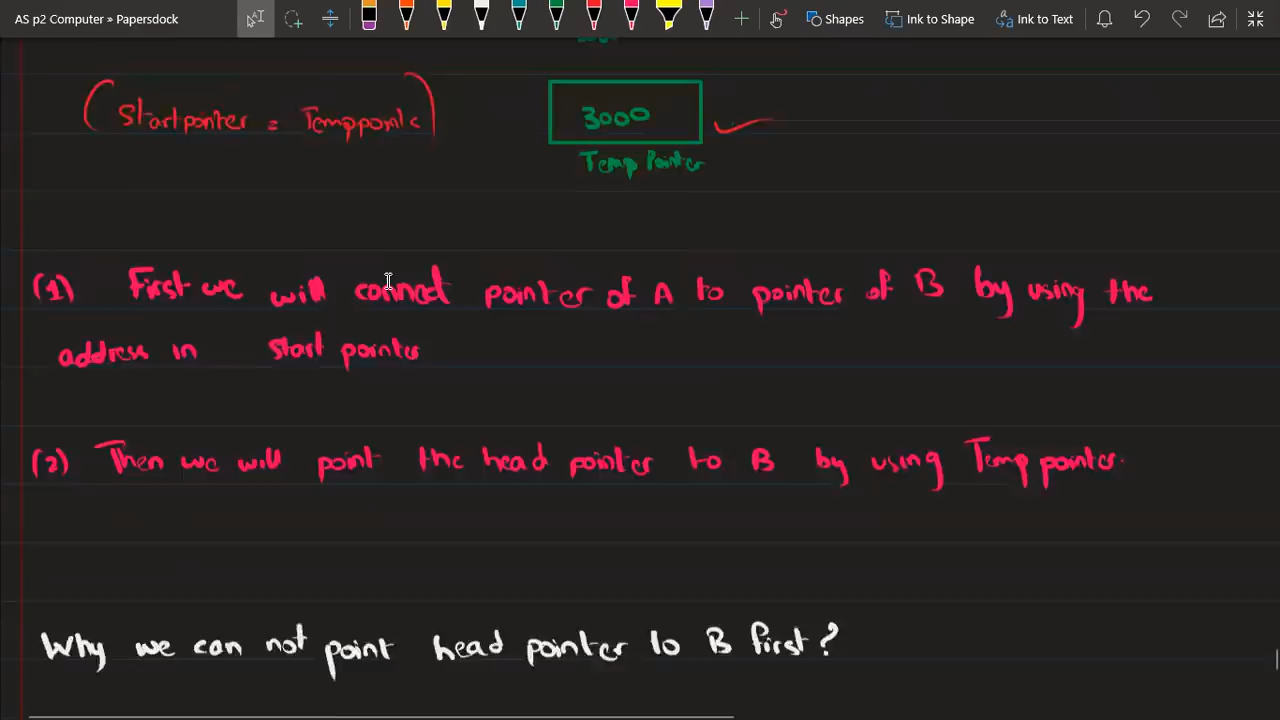 AS p2 Computer » Papersdock
Shapes
Ink to Shape
Ink to Text
(Startponter = Temppoint)
3000
Temp Pointer
(1) First we will connect pointer of A to pointer of B by using the
address in start pointer
(2) Then we will point the head pointer to B by using Temp pointer.
Why we can not point head pointer to B first?